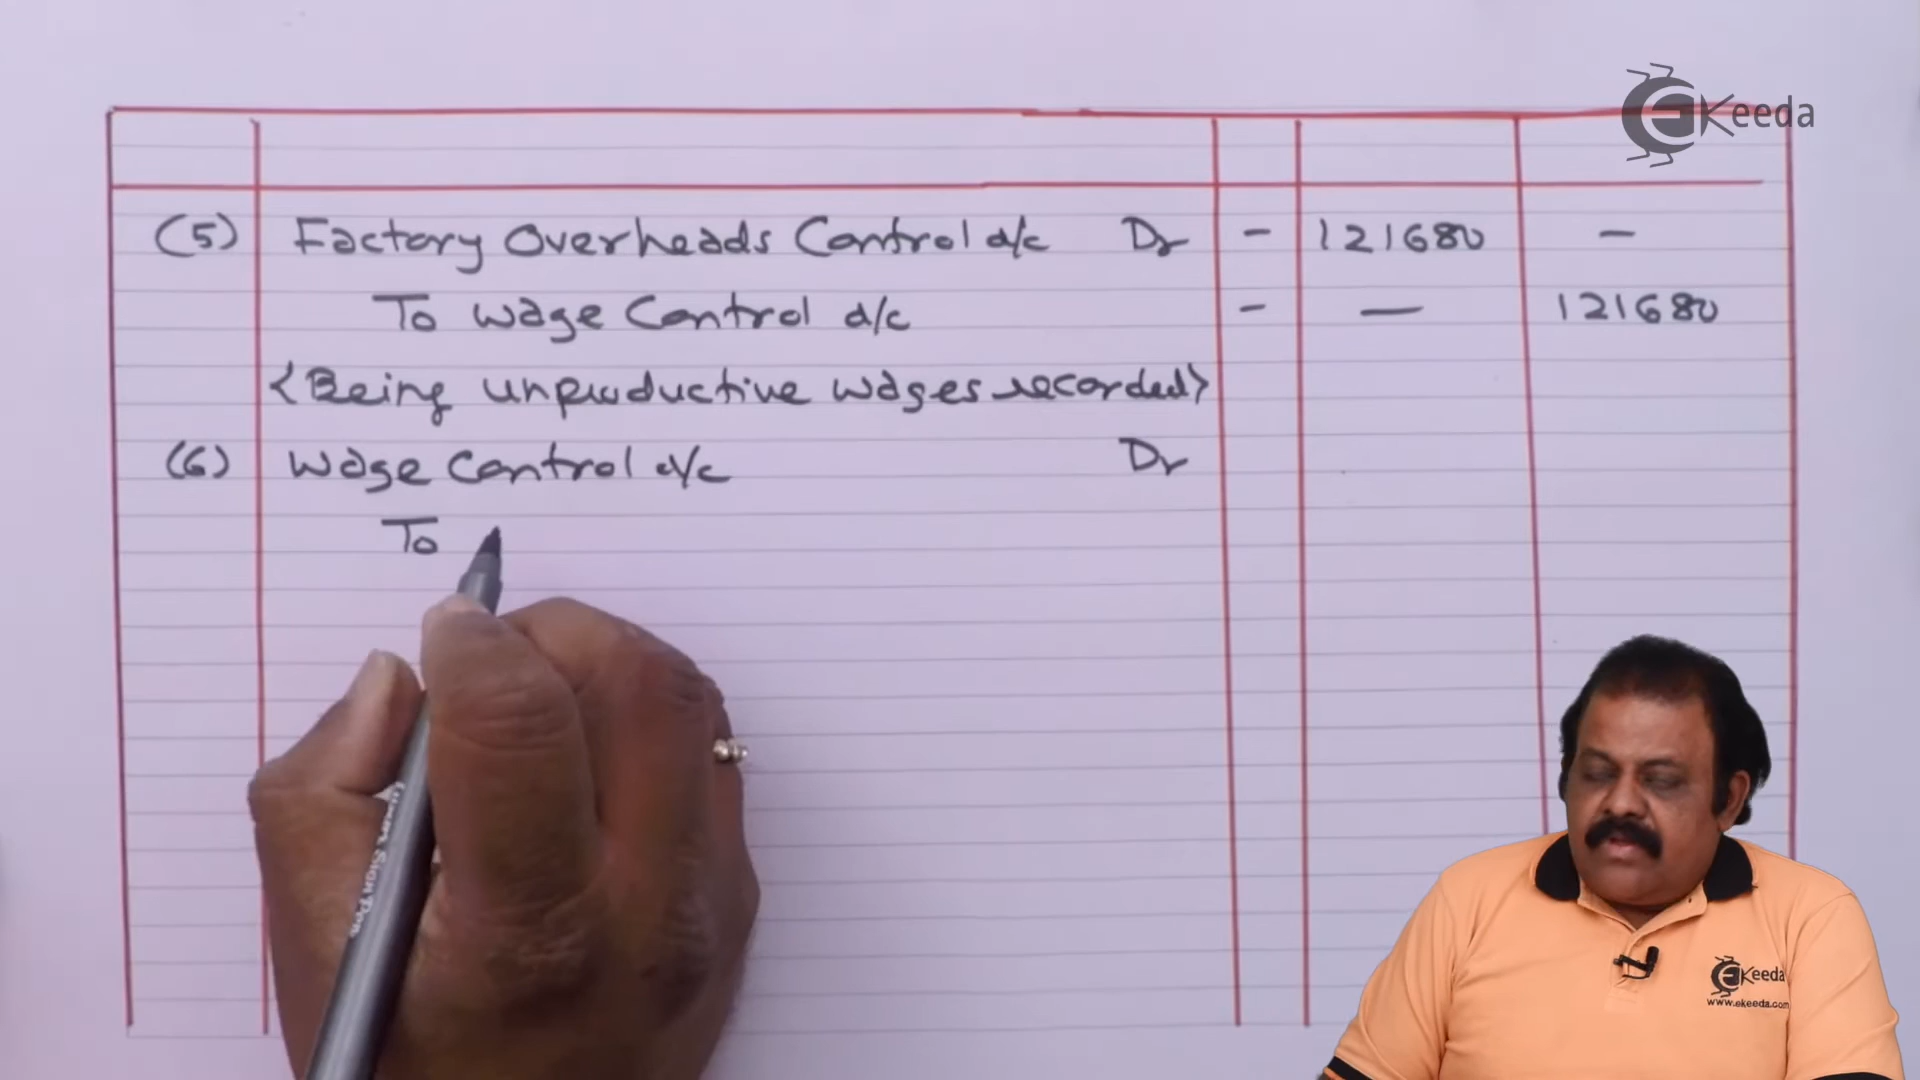 EKeeda
(5) Factory Overheads Control a/c Dr - 121680 -
To Wage Control a/c - - 121680
<Being unproductive wages recorded>
(6) Wage Control a/c Dr
To
EKeeda
www.ekeeda.com